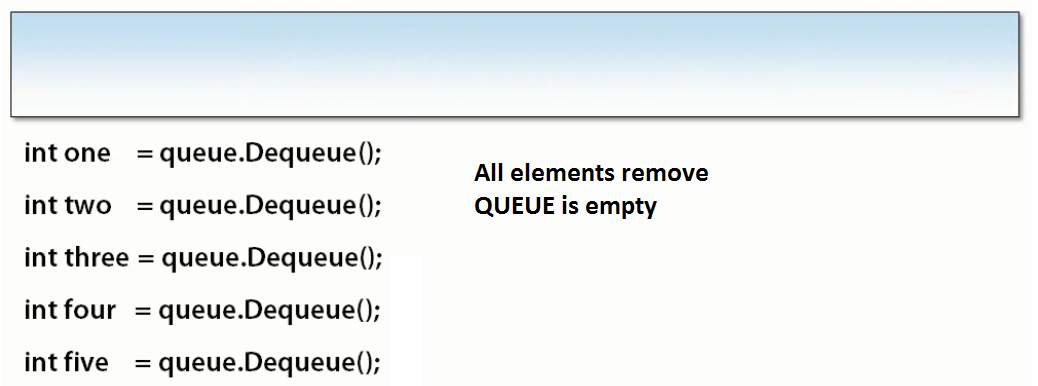 int one = queue.Dequeue();
int two = queue.Dequeue();
int three = queue.Dequeue();
int four = queue.Dequeue();
int five = queue.Dequeue();
All elements remove
QUEUE is empty